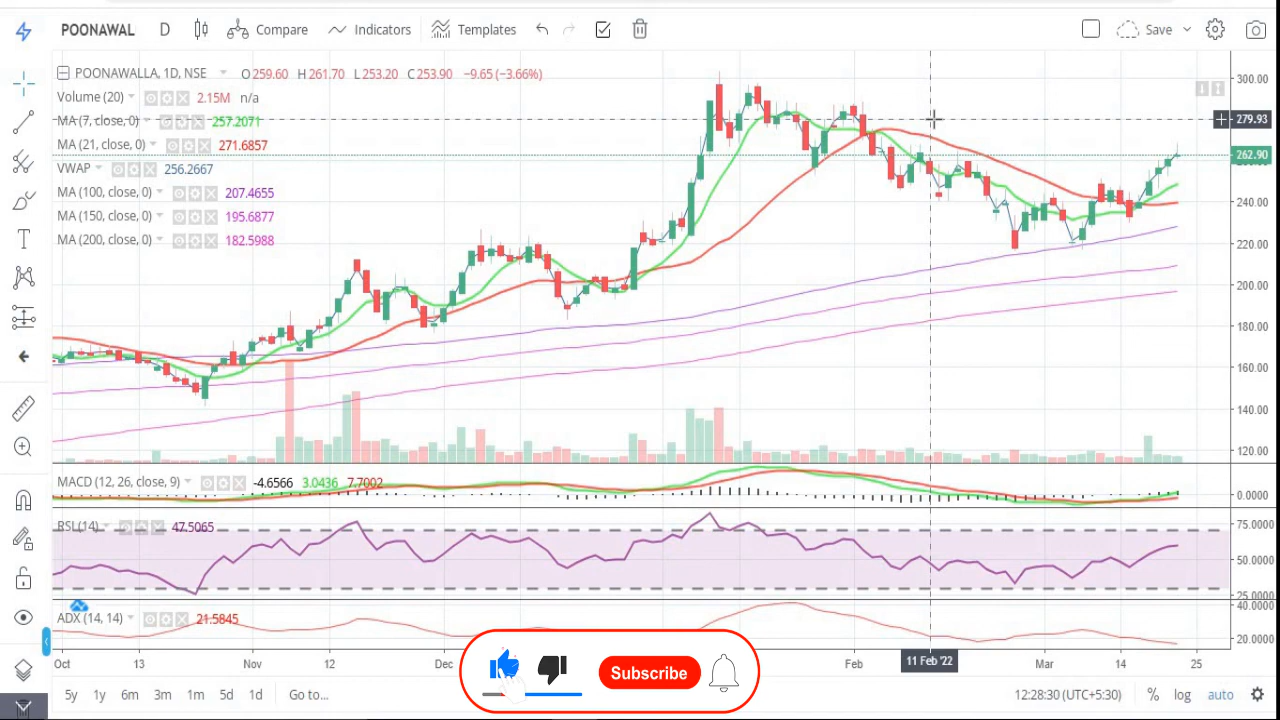 POONAWAL D Compare Indicators Templates Save
POONAWALLA, 1D, NSE O259.60 H261.70 L253.20 C253.90 −9.65 (−3.66%)
Volume (20) 2.15M n/a
MA (7, close, 0) 257.2071
MA (21, close, 0) 271.6857
VWAP 256.2667
MA (100, close, 0) 207.4655
MA (150, close, 0) 195.6877
MA (200, close, 0) 182.5988
300.00
279.93
262.90
240.00
220.00
200.00
180.00
160.00
140.00
120.00
MACD (12, 26, close, 9) -4.6566 3.0436 7.7002
0.0000
RSI (14) 47.5065
75.0000
50.0000
25.0000
ADX (14, 14) 21.5845
40.0000
20.0000
Oct 13 Nov 12 Dec Feb 11 Feb '22 Mar 14 25
Subscribe
5y 1y 6m 3m 1m 5d 1d Go to... 12:28:30 (UTC+5:30) % log auto